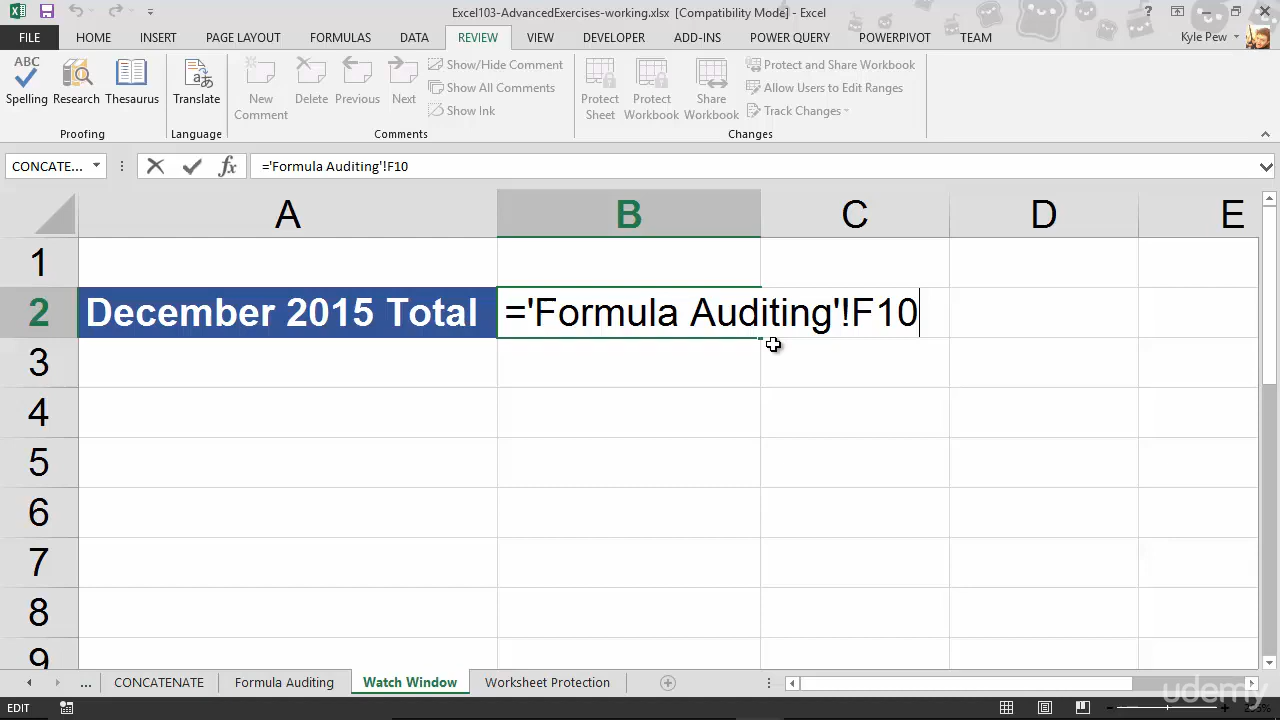 Excel103-AdvancedExercises-working.xlsx [Compatibility Mode] - Excel
FILE HOME INSERT PAGE LAYOUT FORMULAS DATA REVIEW VIEW DEVELOPER ADD-INS POWER QUERY POWERPIVOT TEAM Kyle Pew
ABC
Spelling Research Thesaurus
Proofing
Translate
Language
New
Comment
Delete Previous Next
Show/Hide Comment
Show All Comments
Show Ink
Comments
Protect
Sheet
Protect
Workbook
Share
Workbook
Protect and Share Workbook
Allow Users to Edit Ranges
Track Changes
Changes
CONCATE... fx ='Formula Auditing'!F10
A B C D E
1
2 December 2015 Total ='Formula Auditing'!F10
3
4
5
6
7
8
9
... CONCATENATE Formula Auditing Watch Window Worksheet Protection
EDIT
udemy